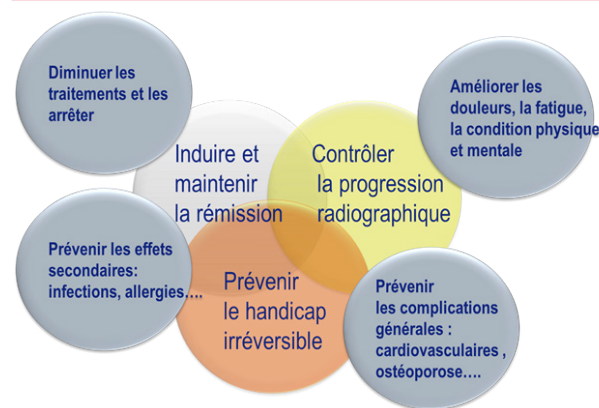 Diminuer les
traitements et les
arrêter
Améliorer les
douleurs, la fatigue,
la condition physique
et mentale
Induire et
maintenir
la rémission
Contrôler
la progression
radiographique
Prévenir les effets
secondaires:
infections, allergies....
Prévenir
le handicap
irréversible
Prévenir
les complications
générales :
cardiovasculaires ,
ostéoporose....